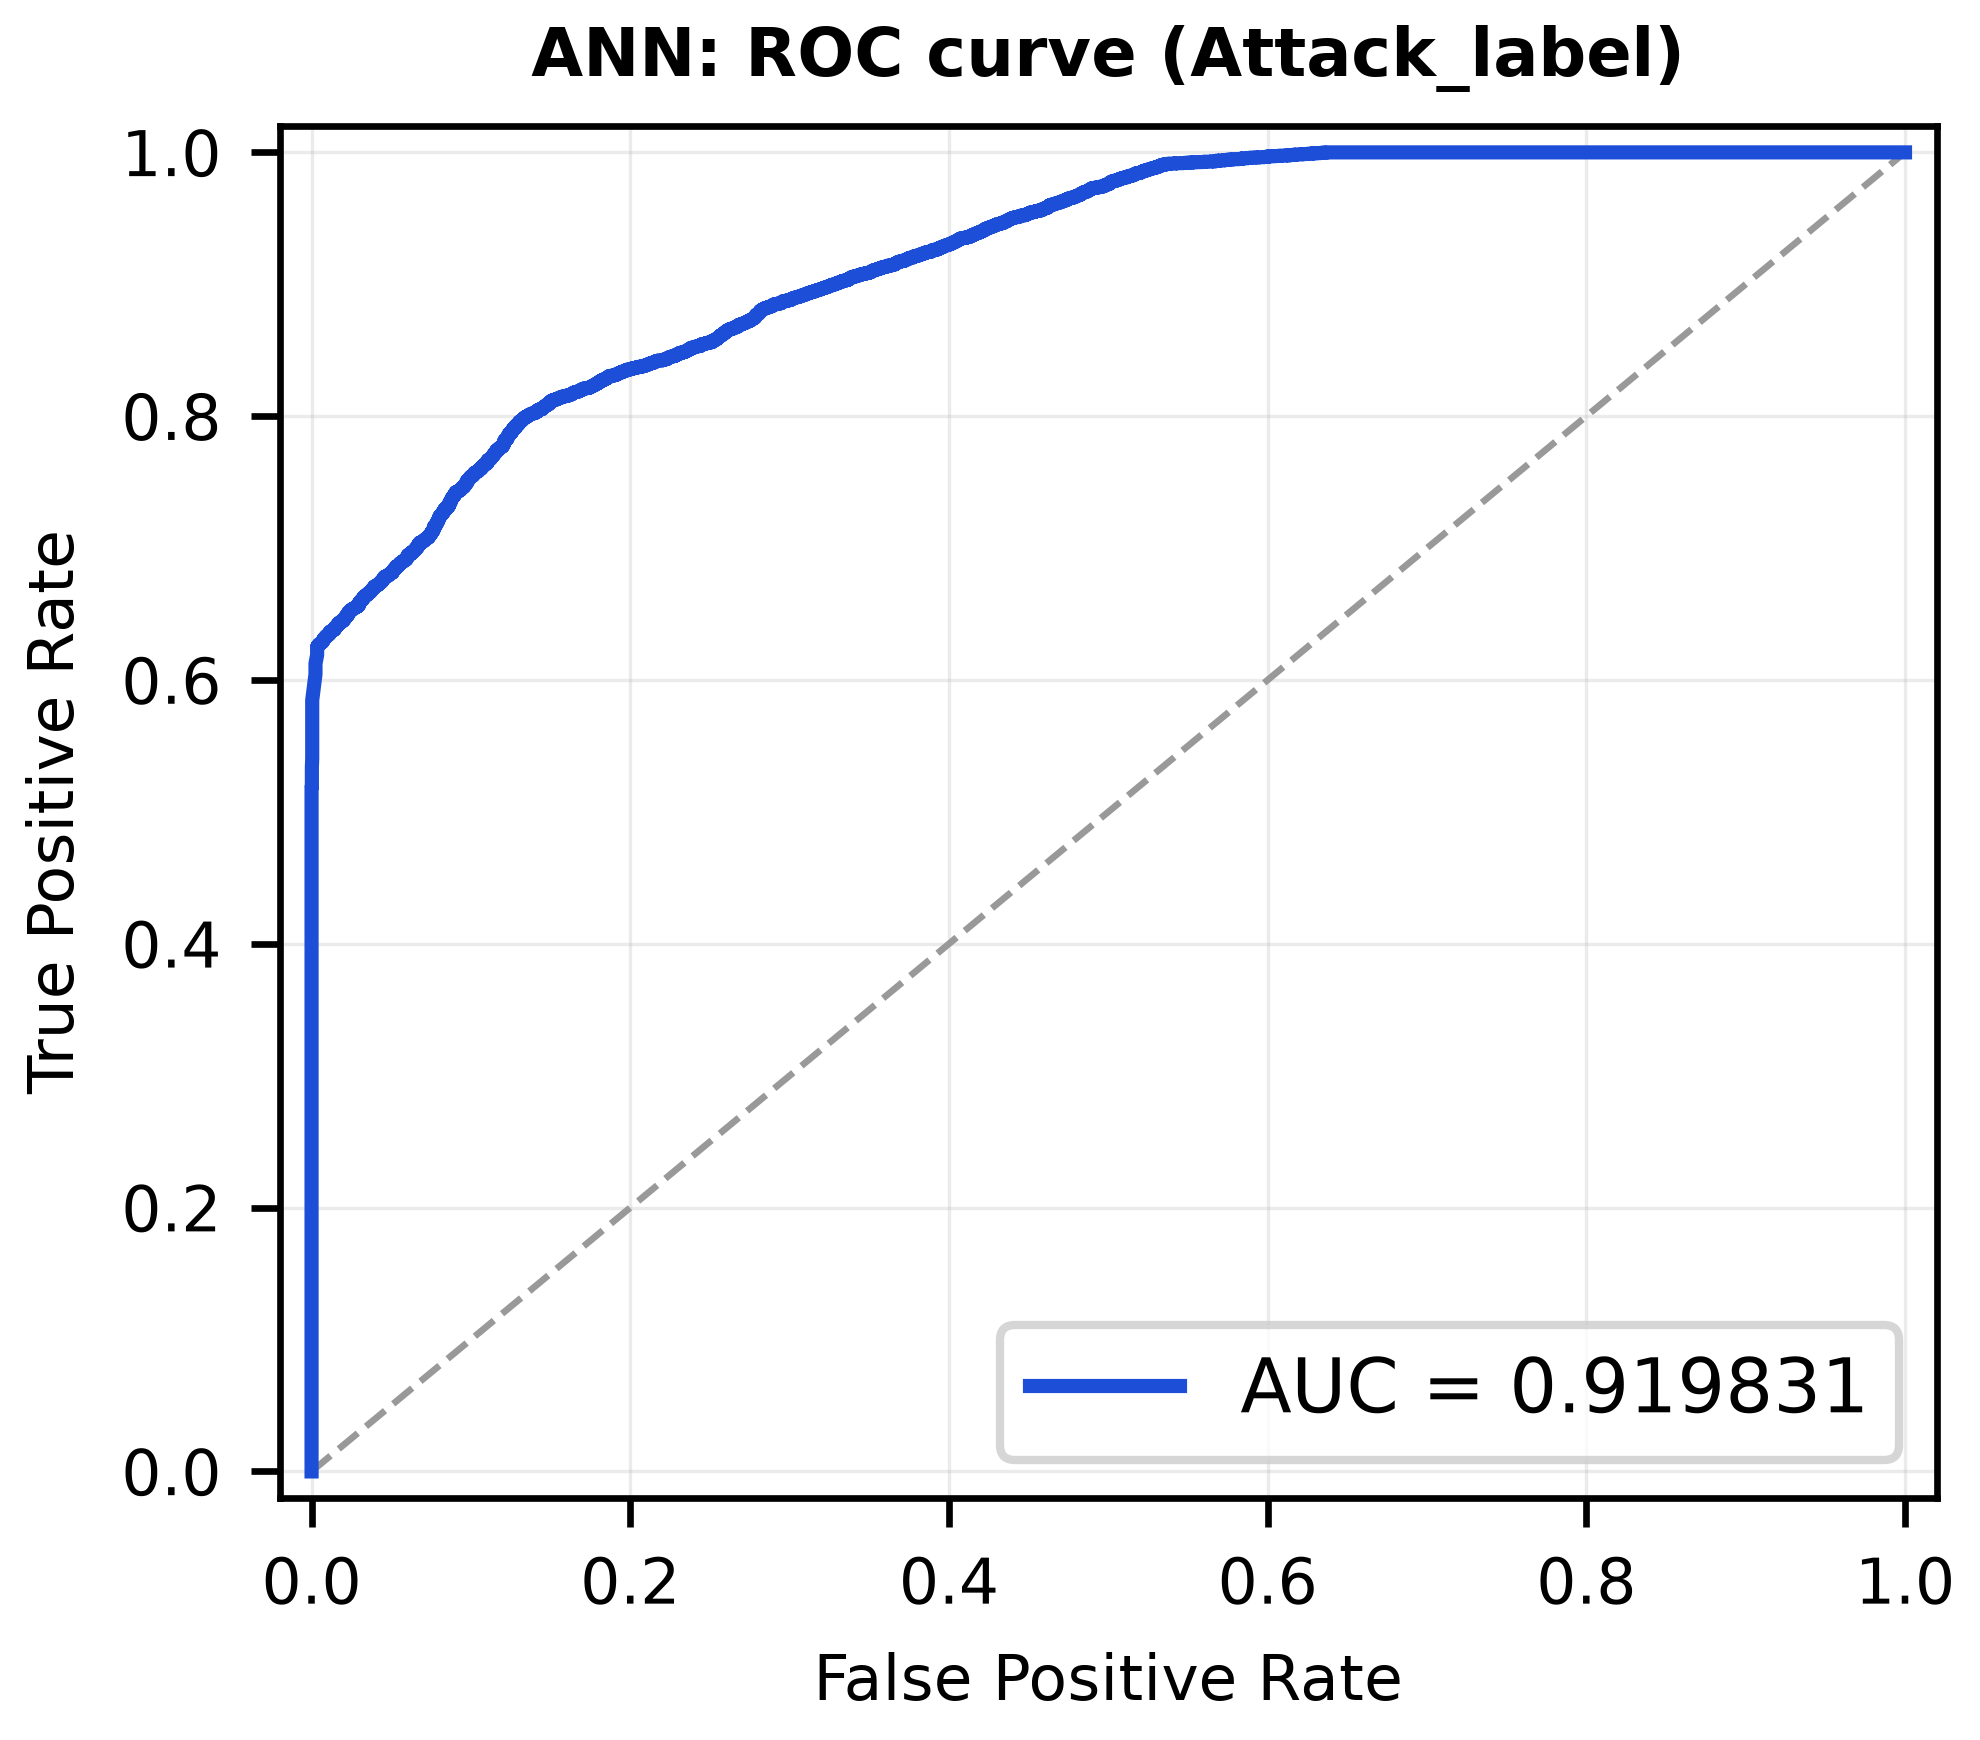 ANN: ROC curve (Attack_label)
True Positive Rate
1.0
0.8
0.6
0.4
0.2
0.0
AUC = 0.919831
0.0 0.2 0.4 0.6 0.8 1.0
False Positive Rate